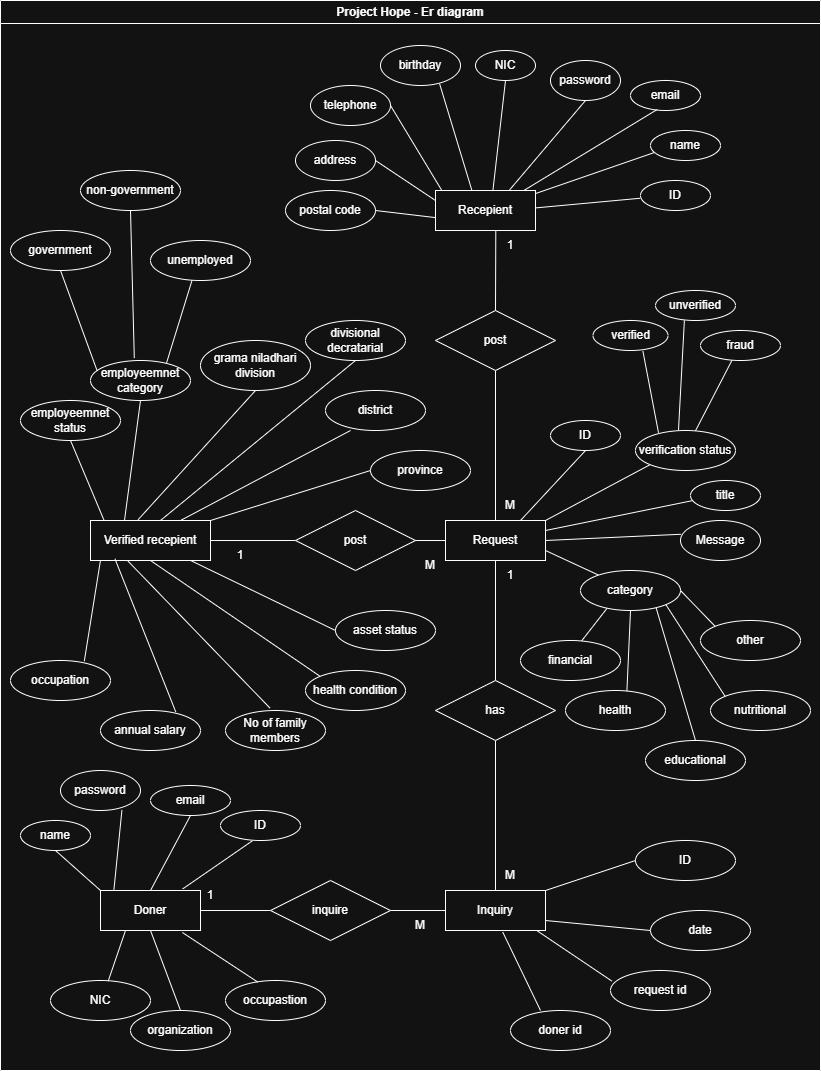 Project Hope - Er diagram
birthday
NIC
password
telephone
email
name
address
ID
postal code
Recepient
1
non-government
government
unemployed
employeemnet
category
employeemnet
status
grama niladhari
division
divisional
decratarial
district
province
post
unverified
verified
fraud
verification status
ID
title
Message
M
Verified recepient
1
post
M
Request
1
category
financial
health
educational
nutritional
other
asset status
health condition
No of family
members
annual salary
occupation
has
password
email
ID
name
Doner
1
inquire
M
M
Inquiry
ID
date
request id
doner id
NIC
organization
occupastion